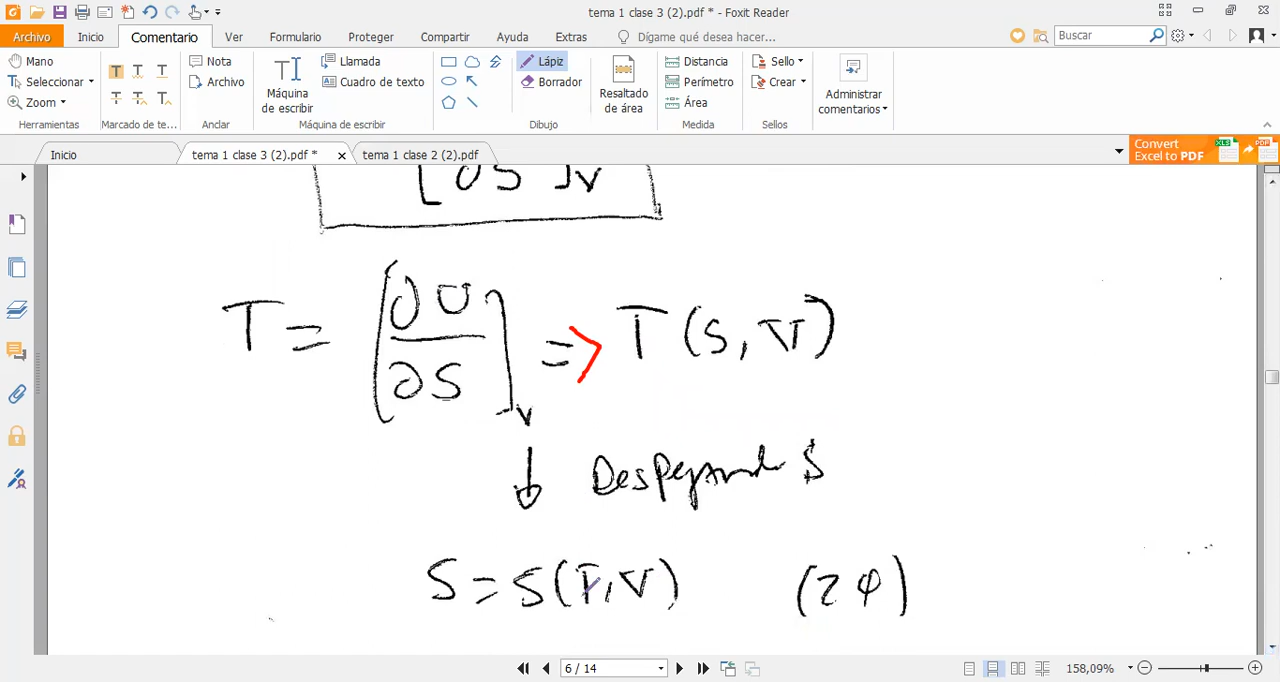 tema 1 clase 3 (2).pdf * - Foxit Reader
Archivo Inicio Comentario Ver Formulario Proteger Compartir Ayuda Extras Dígame qué desea hacer... Buscar
Mano
Seleccionar
Zoom
Herramientas
T T T
T T T
Marcado de te...
Nota
Archivo
Anclar
Máquina de escribir
Llamada
Cuadro de texto
Máquina de escribir
Lápiz
Borrador
Dibujo
Resaltado de área
Distancia
Perímetro
Área
Medida
Sello
Crear
Sellos
Administrar comentarios
Inicio tema 1 clase 3 (2).pdf * tema 1 clase 2 (2).pdf
Convert Excel to PDF
[∂S]V
T = [∂U/∂S]V => T (S, V)
↓ Despejando S
S = S(T, V) (24)
6 / 14 158,09%